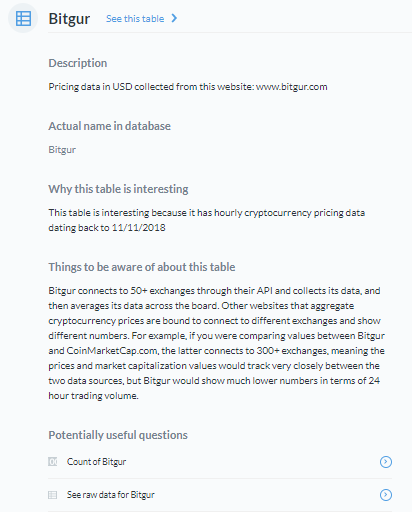 Bitgur See this table
Description
Pricing data in USD collected from this website: www.bitgur.com
Actual name in database
Bitgur
Why this table is interesting
This table is interesting because it has hourly cryptocurrency pricing data
dating back to 11/11/2018
Things to be aware of about this table
Bitgur connects to 50+ exchanges through their API and collects its data, and
then averages its data across the board. Other websites that aggregate
cryptocurrency prices are bound to connect to different exchanges and show
different numbers. For example, if you were comparing values between Bitgur
and CoinMarketCap.com, the latter connects to 300+ exchanges, meaning the
prices and market capitalization values would track very closely between the
two data sources, but Bitgur would show much lower numbers in terms of 24
hour trading volume.
Potentially useful questions
Count of Bitgur
See raw data for Bitgur